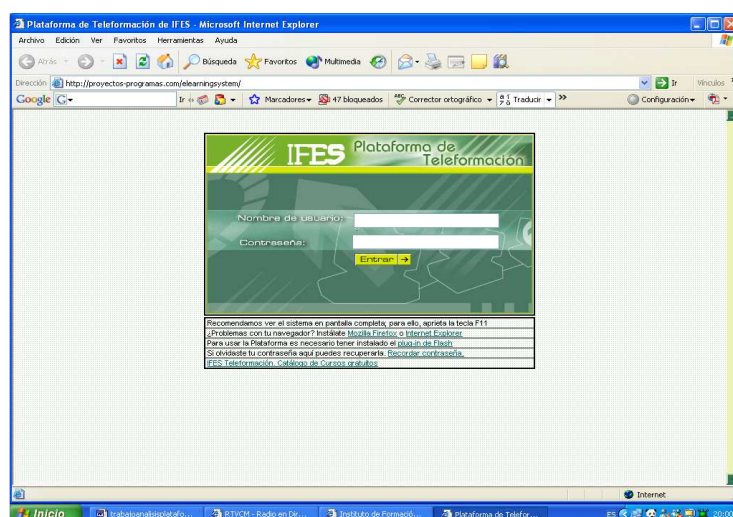 Plataforma de Teleformación de IFES - Microsoft Internet Explorer
Archivo Edición Ver Favoritos Herramientas Ayuda
Atrás Búsqueda Favoritos Multimedia
Dirección http://proyectos-programas.com/elearningsystem/ Ir Vínculos
Google Ir Marcadores 47 bloqueados Corrector ortográfico Traducir Configuración
IFES Plataforma de
Teleformación
Nombre de usuario:
Contraseña:
Entrar
Recomendamos ver el sistema en pantalla completa; para ello, aprieta la tecla F11
¿Problemas con tu navegador? Instálate Mozilla Firefox o Internet Explorer
Para usar la Plataforma es necesario tener instalado el plug-in de Flash
Si olvidaste tu contraseña aquí puedes recuperarla. Recordar contraseña.
IFES Teleformación. Catálogo de Cursos gratuitos
Internet
Inicio trabajoanalisisplatafo... RTVCM - Radio en Dir... Instituto de Formació... Plataforma de Telefor... ES 20:00